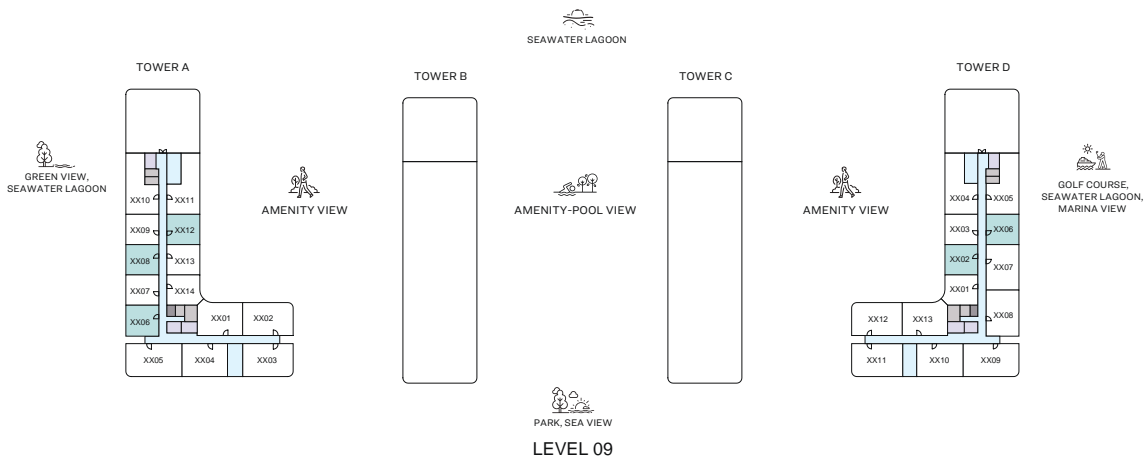 SEAWATER LAGOON
TOWER A
TOWER B
TOWER C
TOWER D
GREEN VIEW,
SEAWATER LAGOON
AMENITY VIEW
AMENITY-POOL VIEW
AMENITY VIEW
GOLF COURSE,
SEAWATER LAGOON,
MARINA VIEW
XX10 XX11
XX09 XX12
XX08 XX13
XX07 XX14
XX06 XX01 XX02
XX05 XX04 XX03
XX04 XX05
XX03 XX06
XX02 XX07
XX01
XX12 XX13 XX08
XX11 XX10 XX09
PARK, SEA VIEW
LEVEL 09